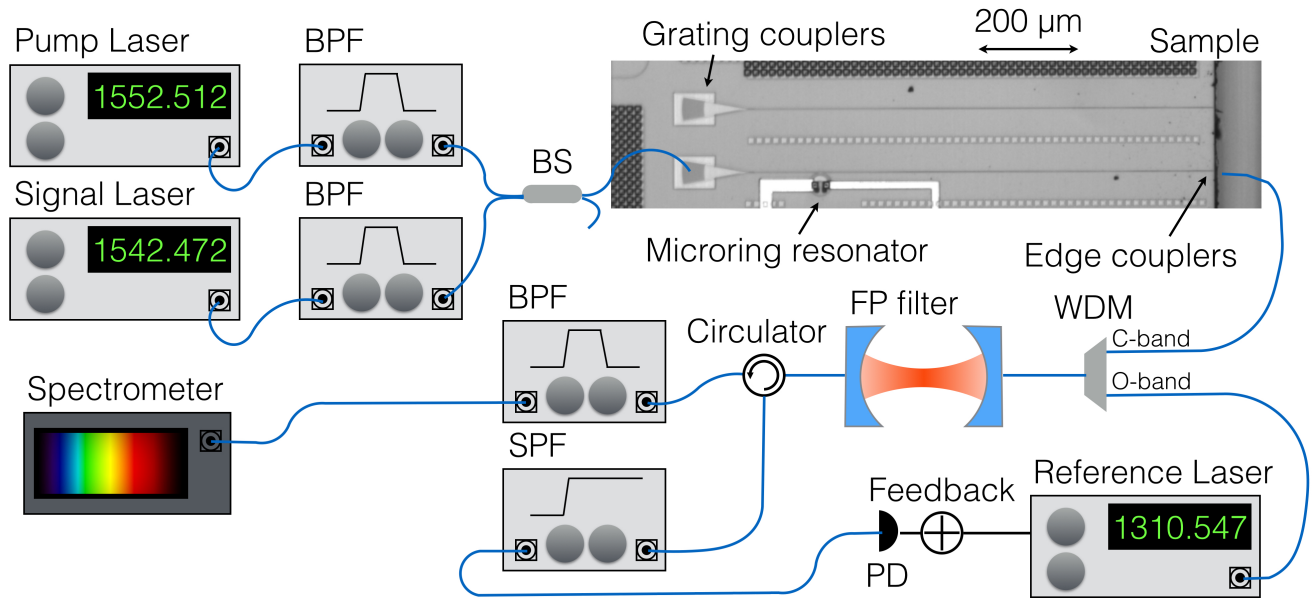 Pump Laser
1552.512
BPF
Signal Laser
1542.472
BPF
BS
Grating couplers
200 μm
Sample
Microring resonator
Edge couplers
BPF
Circulator
FP filter
WDM
C-band
O-band
Spectrometer
SPF
Feedback
PD
Reference Laser
1310.547